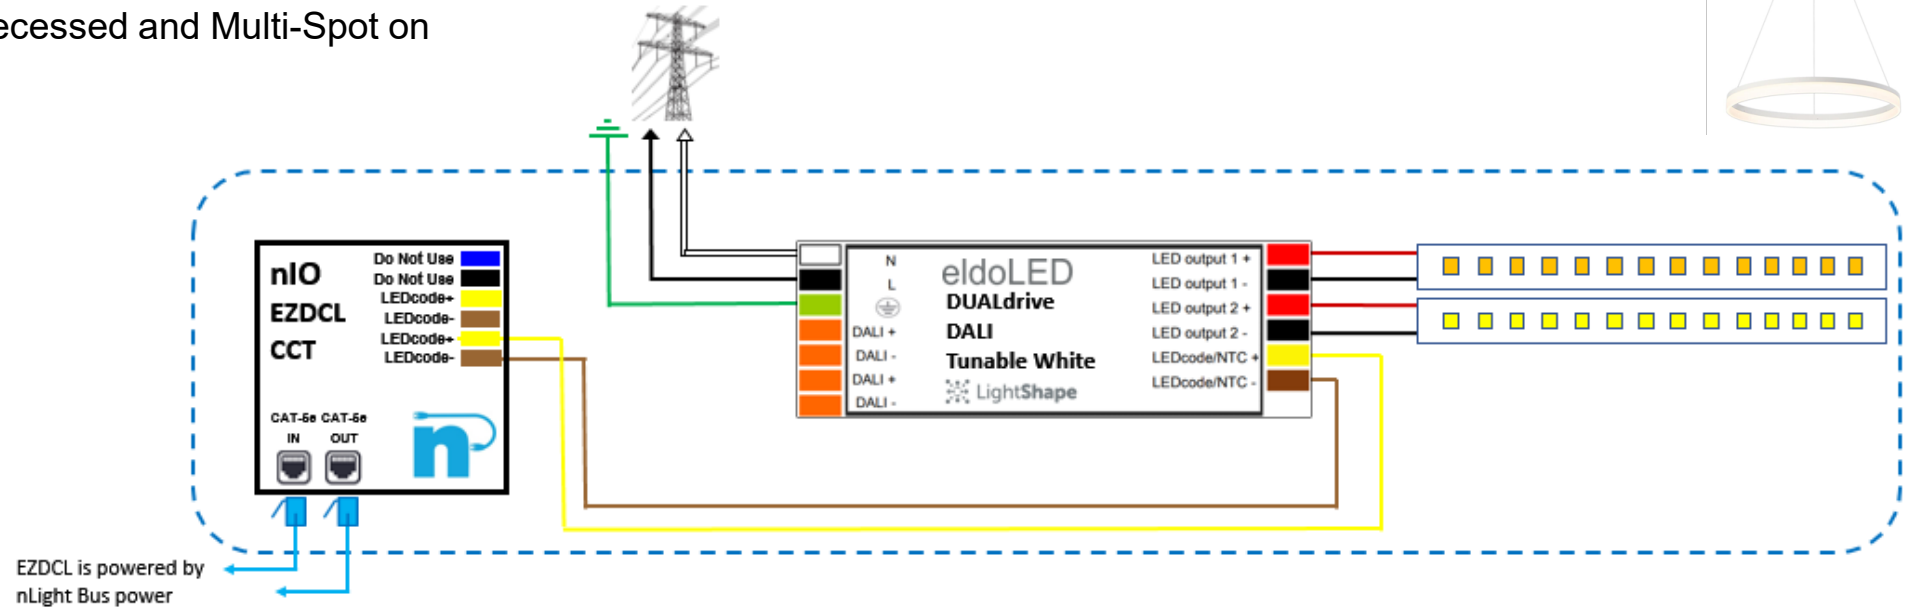 ecessed and Multi-Spot on
nIO
EZDCL
CCT
Do Not Use
Do Not Use
LEDcode+
LEDcode-
LEDcode+
LEDcode-
CAT-5e CAT-5e
IN OUT
n
EZDCL is powered by
nLight Bus power
N
L
DALI +
DALI -
DALI +
DALI -
eldoLED
DUALdrive
DALI
Tunable White
LightShape
LED output 1 +
LED output 1 -
LED output 2 +
LED output 2 -
LEDcode/NTC +
LEDcode/NTC -